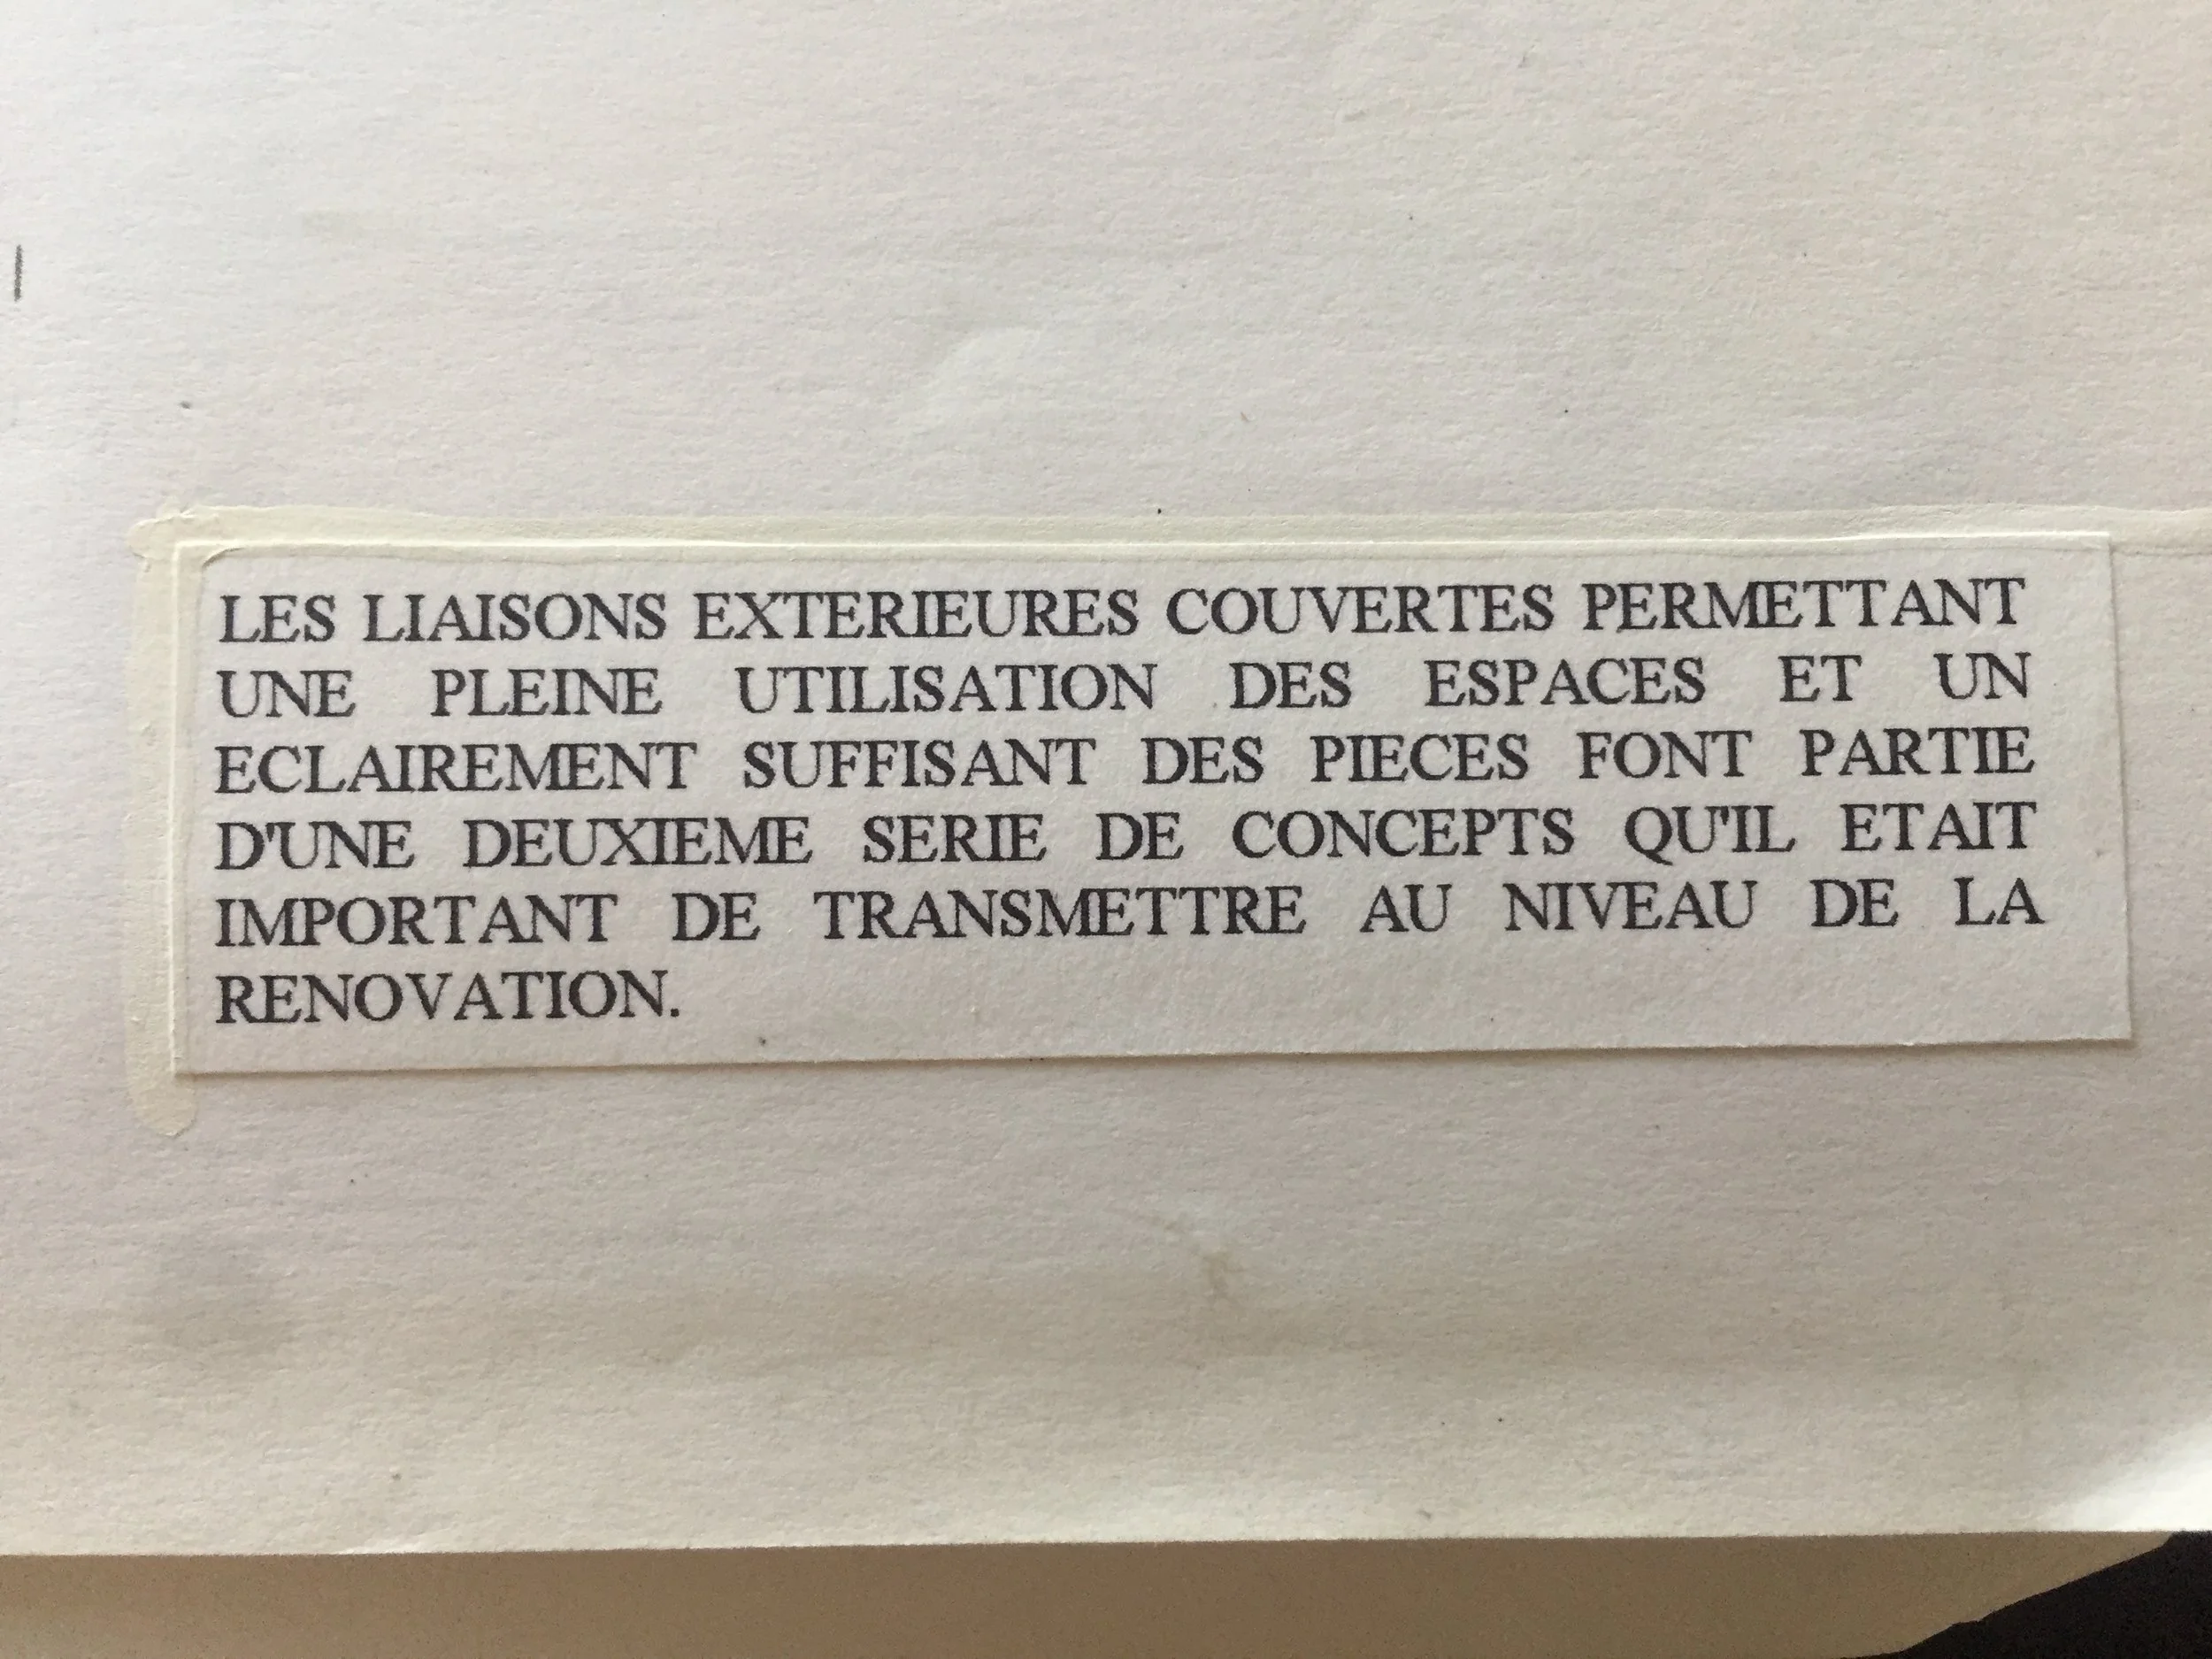 LES LIAISONS EXTERIEURES COUVERTES PERMETTANT
UNE PLEINE UTILISATION DES ESPACES ET UN
ECLAIREMENT SUFFISANT DES PIECES FONT PARTIE
D'UNE DEUXIEME SERIE DE CONCEPTS QU'IL ETAIT
IMPORTANT DE TRANSMETTRE AU NIVEAU DE LA
RENOVATION.